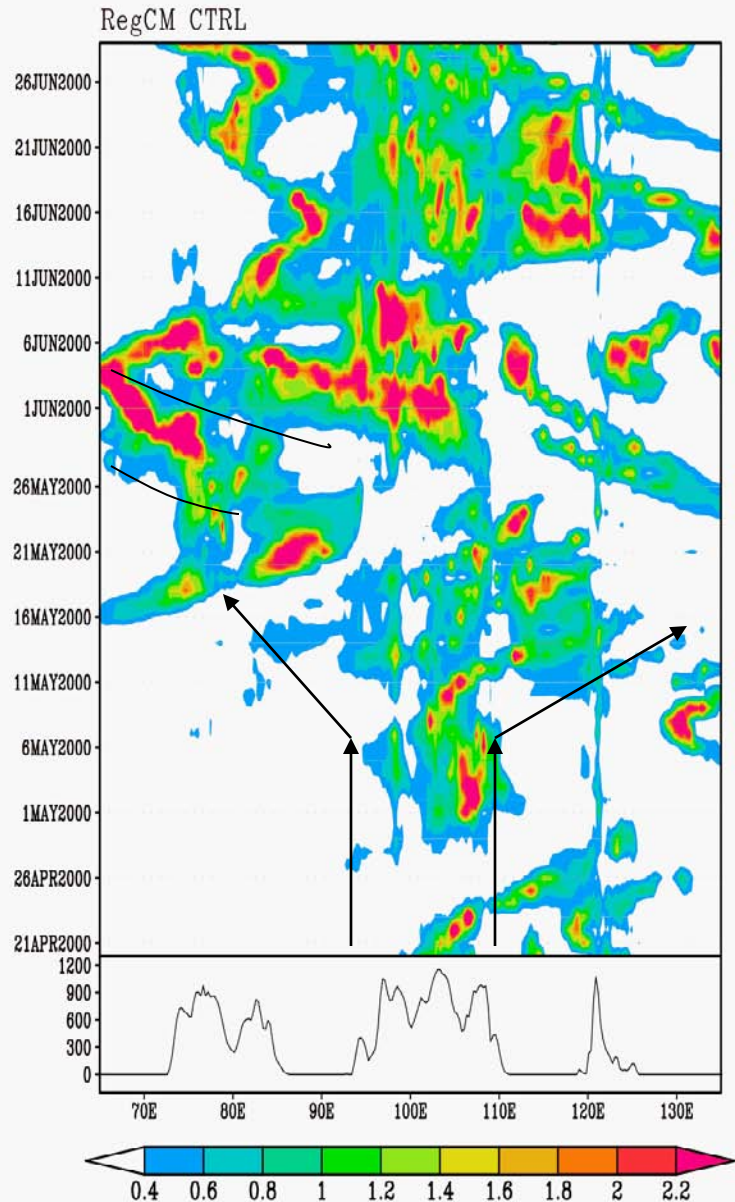 RegCM CTRL
26JUN2000
21JUN2000
16JUN2000
11JUN2000
6JUN2000
1JUN2000
26MAY2000
21MAY2000
16MAY2000
11MAY2000
6MAY2000
1MAY2000
26APR2000
21APR2000
1200
900
600
300
0
70E 80E 90E 100E 110E 120E 130E
0.4 0.6 0.8 1 1.2 1.4 1.6 1.8 2 2.2